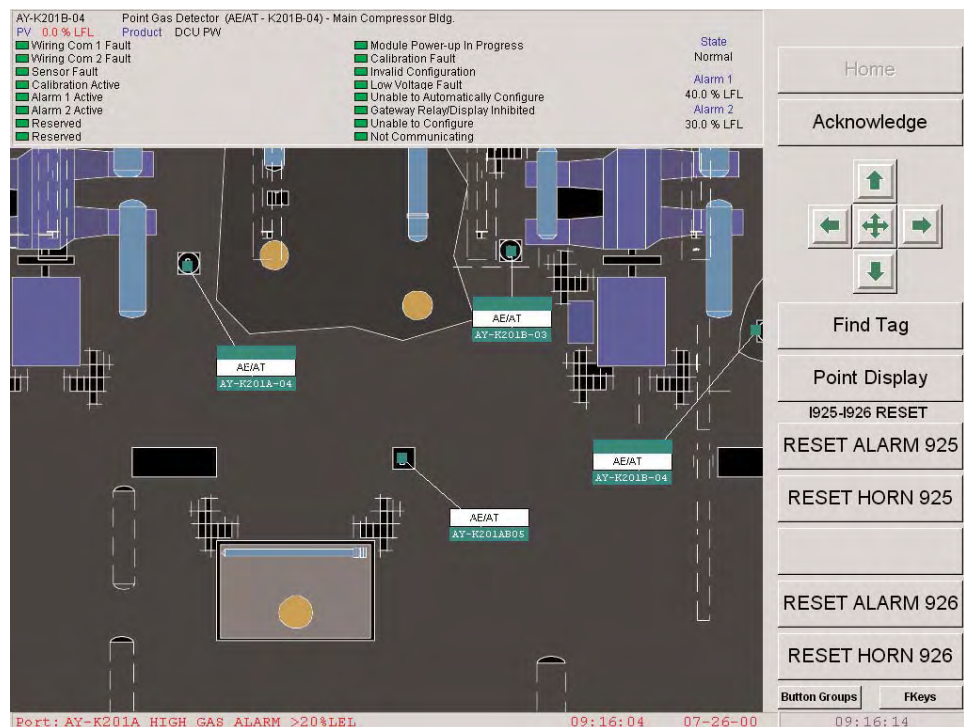 AY-K201B-04 Point Gas Detector (AE/AT - K201B-04) - Main Compressor Bldg.
PV 0.0 % LFL Product DCU PW
Wiring Com 1 Fault
Wiring Com 2 Fault
Sensor Fault
Calibration Active
Alarm 1 Active
Alarm 2 Active
Reserved
Reserved
Module Power-up In Progress
Calibration Fault
Invalid Configuration
Low Voltage Fault
Unable to Automatically Configure
Gateway Relay/Display Inhibited
Unable to Configure
Not Communicating
State
Normal
Alarm 1
40.0 % LFL
Alarm 2
30.0 % LFL
Home
Acknowledge
Find Tag
Point Display
I925-I926 RESET
RESET ALARM 925
RESET HORN 925
RESET ALARM 926
RESET HORN 926
Button Groups FKeys
AE/AT
AY-K201B-03
AE/AT
AY-K201A-04
AE/AT
AY-K201B-04
AE/AT
AY-K201AB05
Port: AY-K201A HIGH GAS ALARM >20%LEL 09:16:04 07-26-00 09:16:14